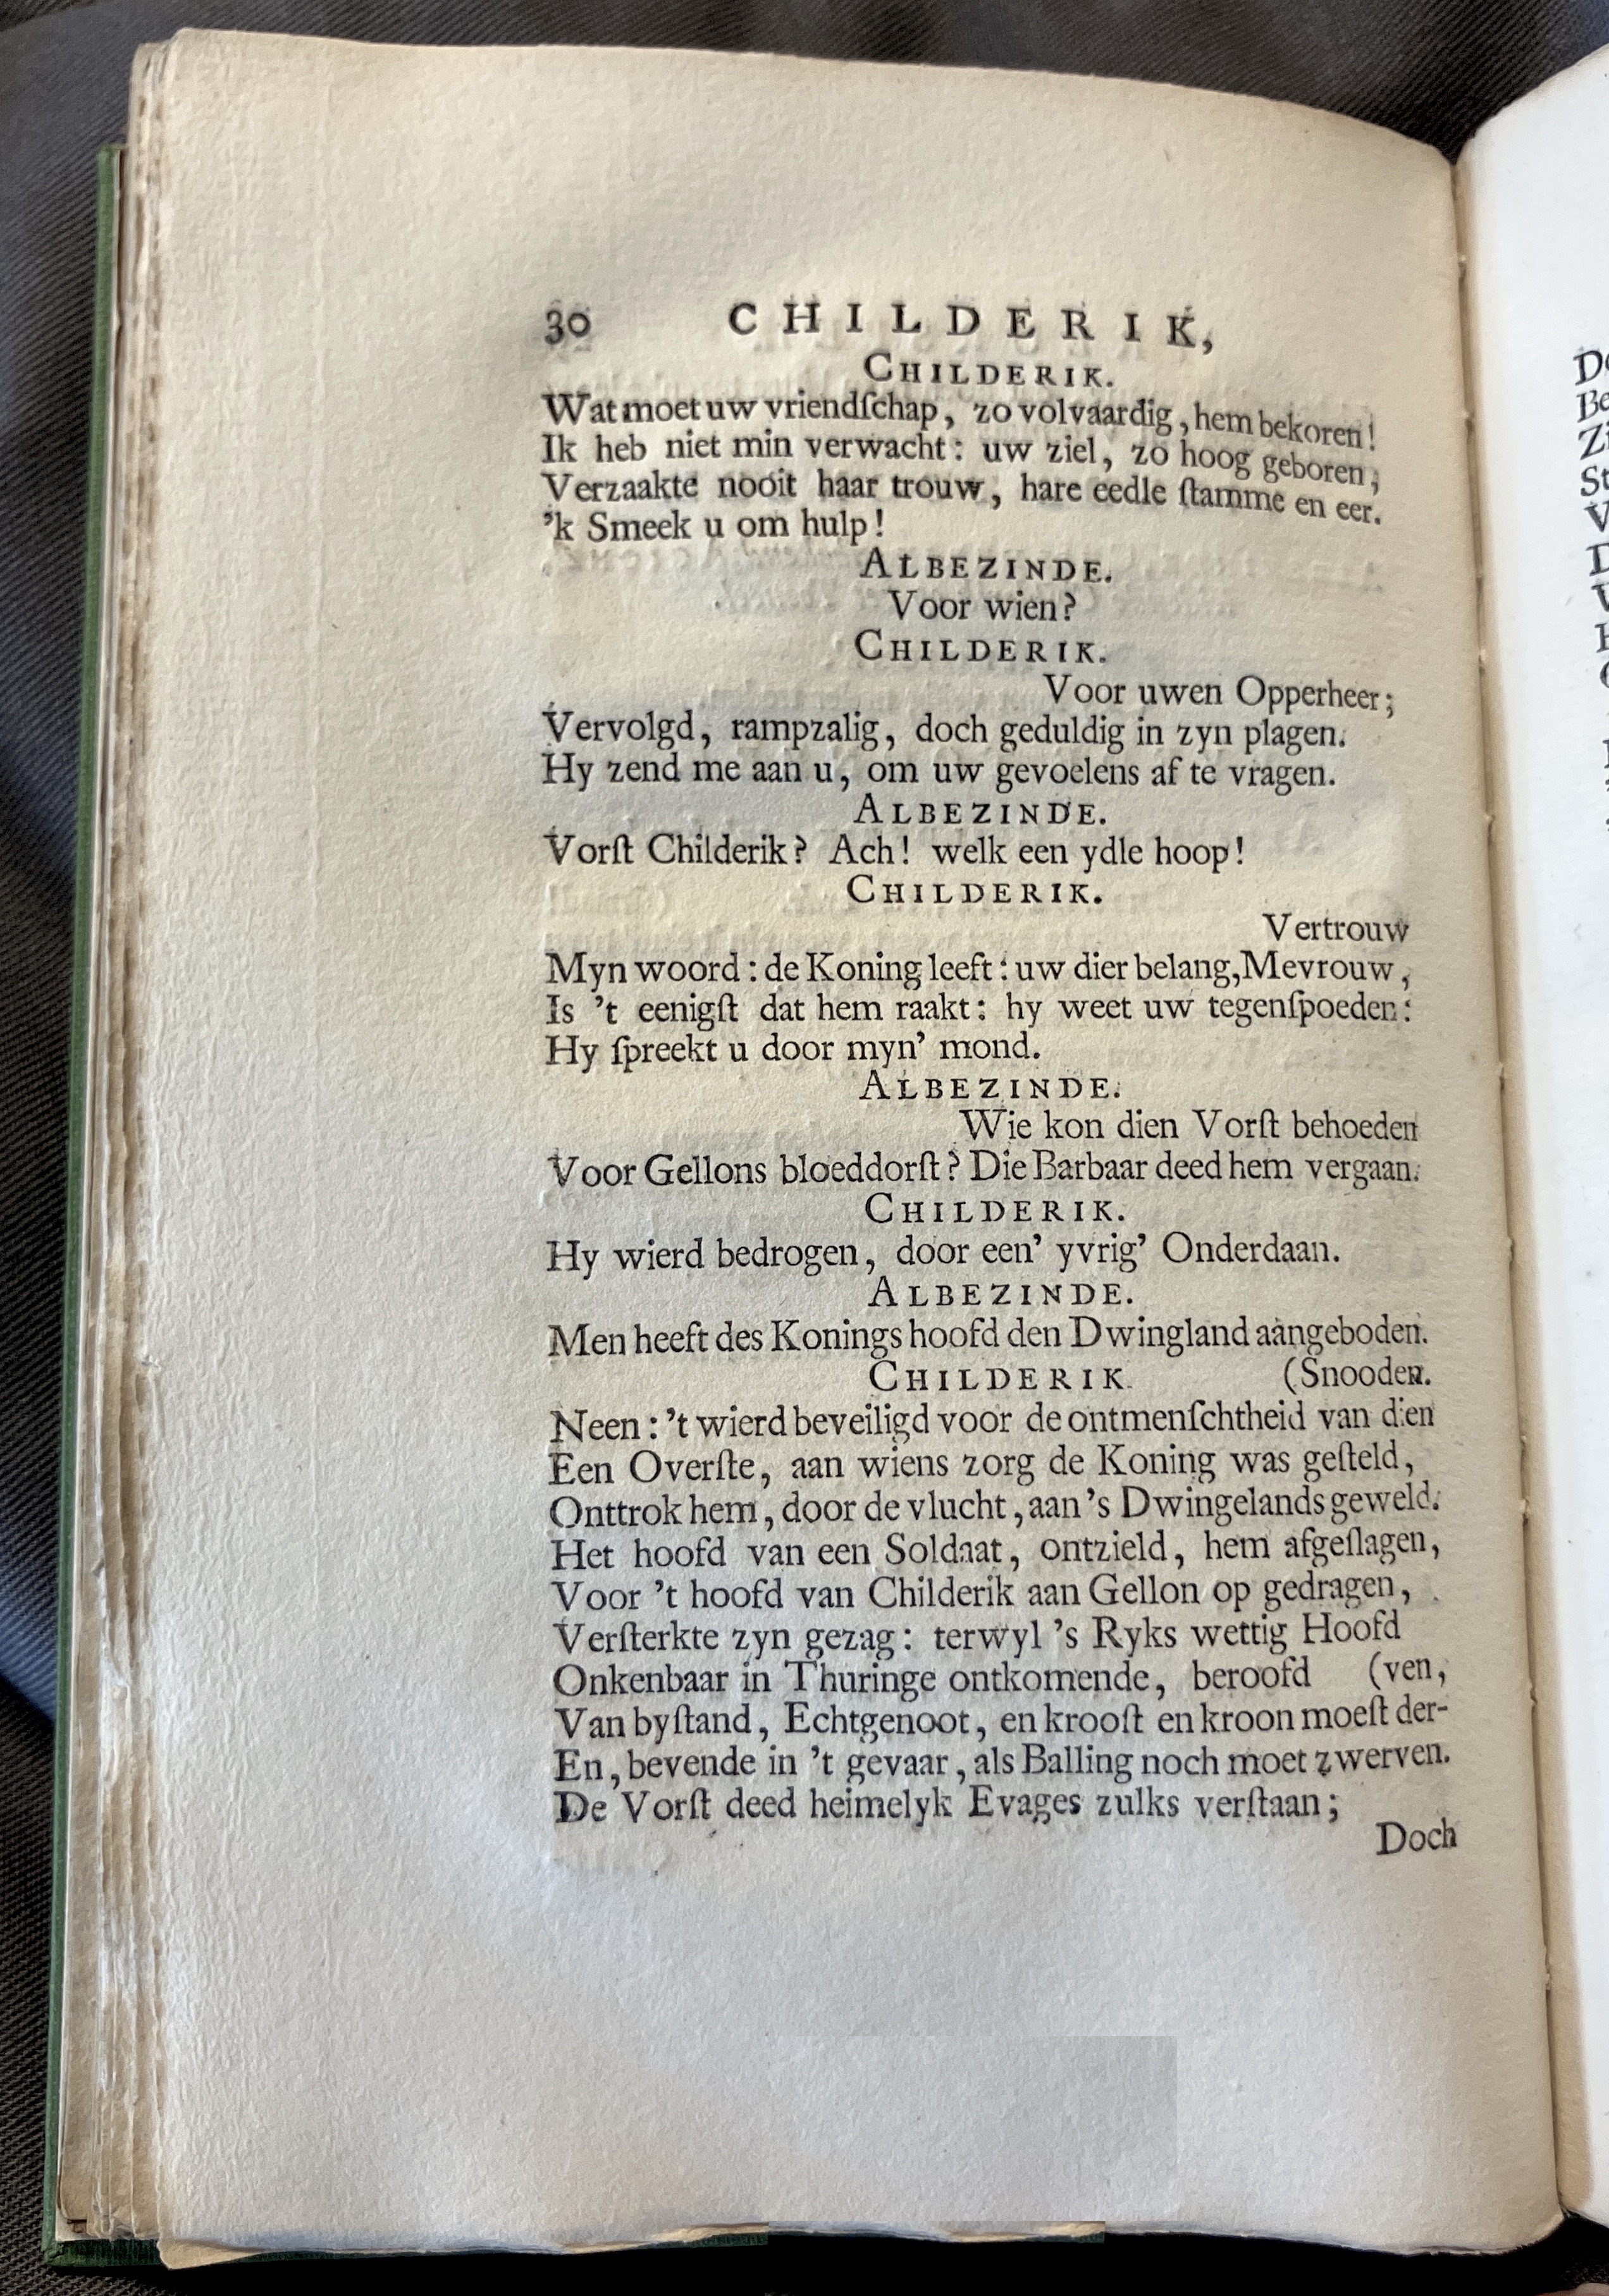 30 CHILDERIK,
CHILDERIK.
Wat moet uw vriendſchap, zo volvaardig, hem bekoren!
Ik heb niet min verwacht: uw ziel, zo hoog geboren,
Verzaakte nooit haar trouw, hare eedle ſtamme en eer.
'k Smeek u om hulp!
ALBEZINDE.
Voor wien?
CHILDERIK.
Voor uwen Opperheer;
Vervolgd, rampzalig, doch geduldig in zyn plagen.
Hy zend me aan u, om uw gevoelens af te vragen.
ALBEZINDE.
Vorſt Childerik? Ach! welk een ydle hoop!
CHILDERIK.
Vertrouw
Myn woord: de Koning leeft: uw dier belang, Mevrouw,
Is 't eenigſt dat hem raakt: hy weet uw tegenſpoeden:
Hy ſpreekt u door myn' mond.
ALBEZINDE.
Wie kon dien Vorſt behoeden
Voor Gellons bloeddorſt? Die Barbaar deed hem vergaan.
CHILDERIK.
Hy wierd bedrogen, door een' yvrig' Onderdaan.
ALBEZINDE.
Men heeft des Konings hoofd den Dwingland aangeboden.
CHILDERIK. (Snooden.
Neen: 't wierd beveiligd voor de ontmenſchtheid van dien
Een Overſte, aan wiens zorg de Koning was geſteld,
Onttrok hem, door de vlucht, aan 's Dwingelands geweld.
Het hoofd van een Soldaat, ontzield, hem afgeſlagen,
Voor 't hoofd van Childerik aan Gellon op gedragen,
Verſterkte zyn gezag: terwyl 's Ryks wettig Hoofd
Onkenbaar in Thuringe ontkomende, beroofd (ven,
Van byſtand, Echtgenoot, en krooſt en kroon moeſt der-
En, bevende in 't gevaar, als Balling noch moet zwerven.
De Vorſt deed heimelyk Evages zulks verſtaan;
Doch